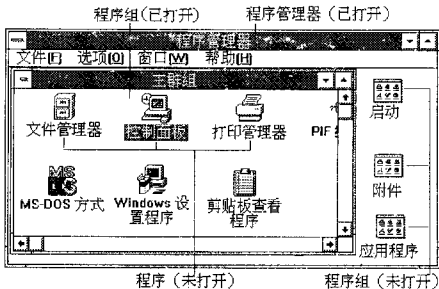 程序组(已打开)
程序管理器（已打开）
程序管理器
文件[F] 选项[O] 窗口[W] 帮助[H]
主群组
文件管理器
控制面板
打印管理器
PIF
启动
MS-DOS 方式
Windows 设置程序
剪贴板查看程序
附件
应用程序
程序（未打开）
程序组（未打开）